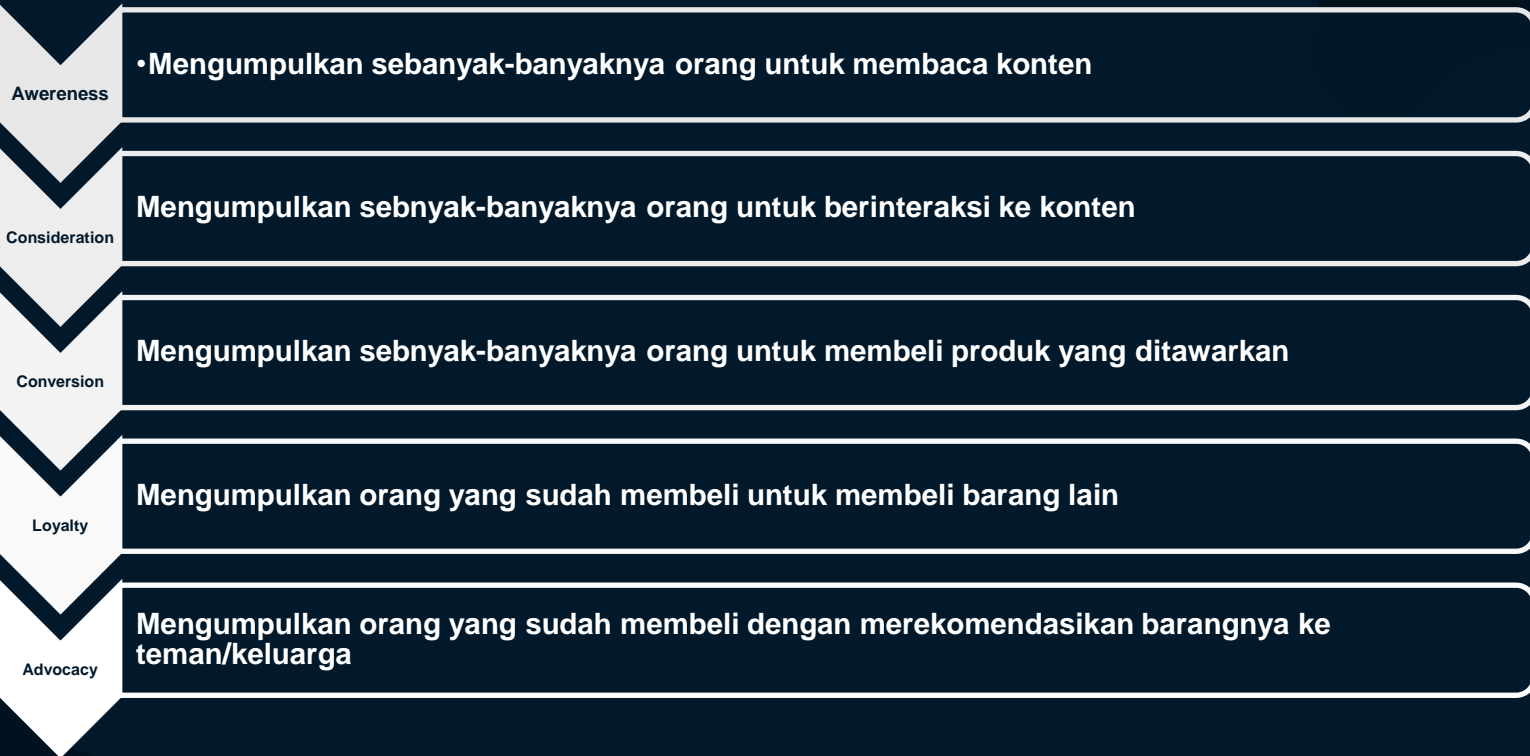 Awereness
•Mengumpulkan sebanyak-banyaknya orang untuk membaca konten
Consideration
Mengumpulkan sebnyak-banyaknya orang untuk berinteraksi ke konten
Conversion
Mengumpulkan sebnyak-banyaknya orang untuk membeli produk yang ditawarkan
Loyalty
Mengumpulkan orang yang sudah membeli untuk membeli barang lain
Advocacy
Mengumpulkan orang yang sudah membeli dengan merekomendasikan barangnya ke
teman/keluarga